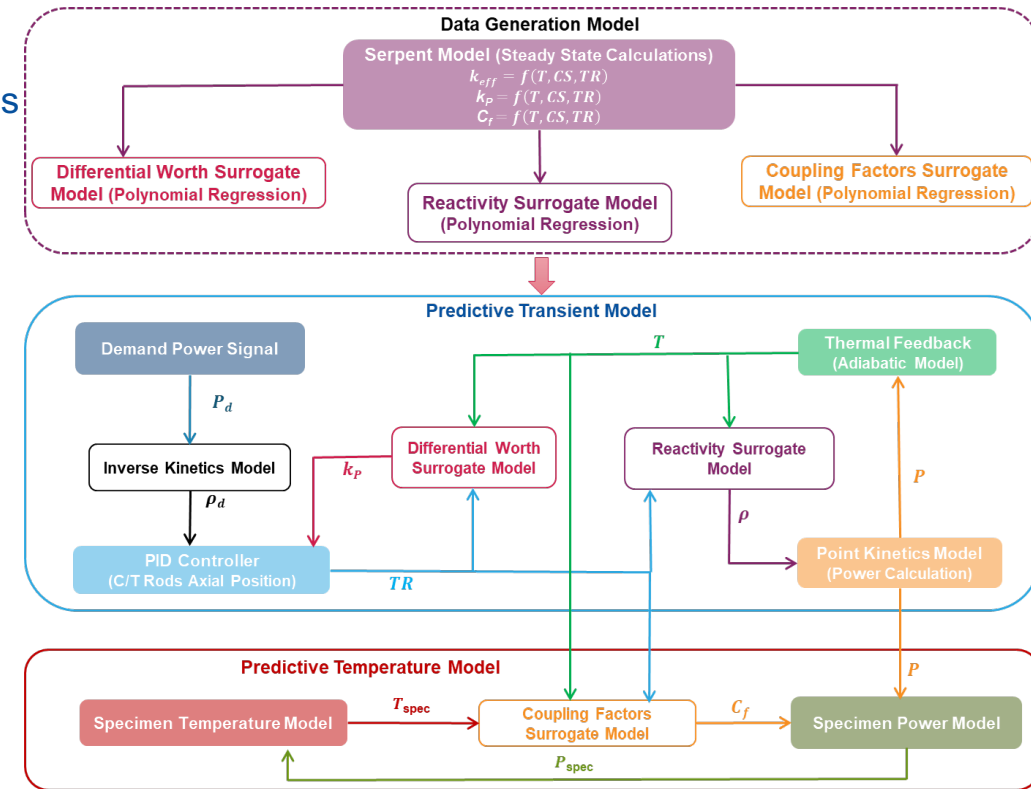 Data Generation Model
Serpent Model (Steady State Calculations)
k_eff = f(T, CS, TR)
k_P = f(T, CS, TR)
C_f = f(T, CS, TR)
S
Differential Worth Surrogate
Model (Polynomial Regression)
Reactivity Surrogate Model
(Polynomial Regression)
Coupling Factors Surrogate
Model (Polynomial Regression)
Predictive Transient Model
Demand Power Signal
T
Thermal Feedback
(Adiabatic Model)
P_d
Inverse Kinetics Model
k_P
Differential Worth
Surrogate Model
Reactivity Surrogate
Model
P
ρ_d
ρ
PID Controller
(C/T Rods Axial Position)
TR
Point Kinetics Model
(Power Calculation)
Predictive Temperature Model
P
Specimen Temperature Model
T_spec
Coupling Factors
Surrogate Model
C_f
Specimen Power Model
P_spec